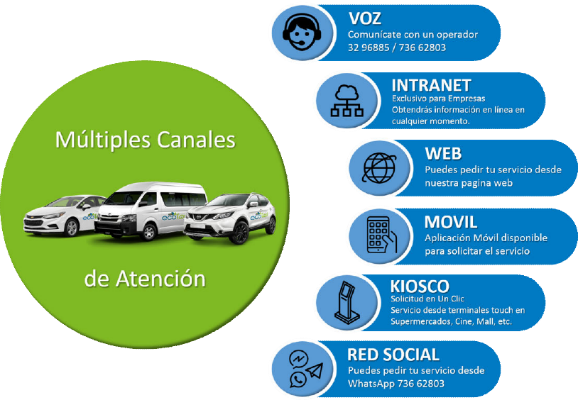 Múltiples Canales
de Atención
VOZ
Comunícate con un operador
32 96885 / 736 62803
INTRANET
Exclusivo para Empresas
Obtendrás información en línea en
cualquier momento.
WEB
Puedes pedir tu servicio desde
nuestra pagina web
MOVIL
Aplicación Móvil disponible
para solicitar el servicio
KIOSCO
Solicitud en Un Clic
Servicio desde terminales touch en
Supermercados, Cine, Mall, etc.
RED SOCIAL
Puedes pedir tu servicio desde
WhatsApp 736 62803